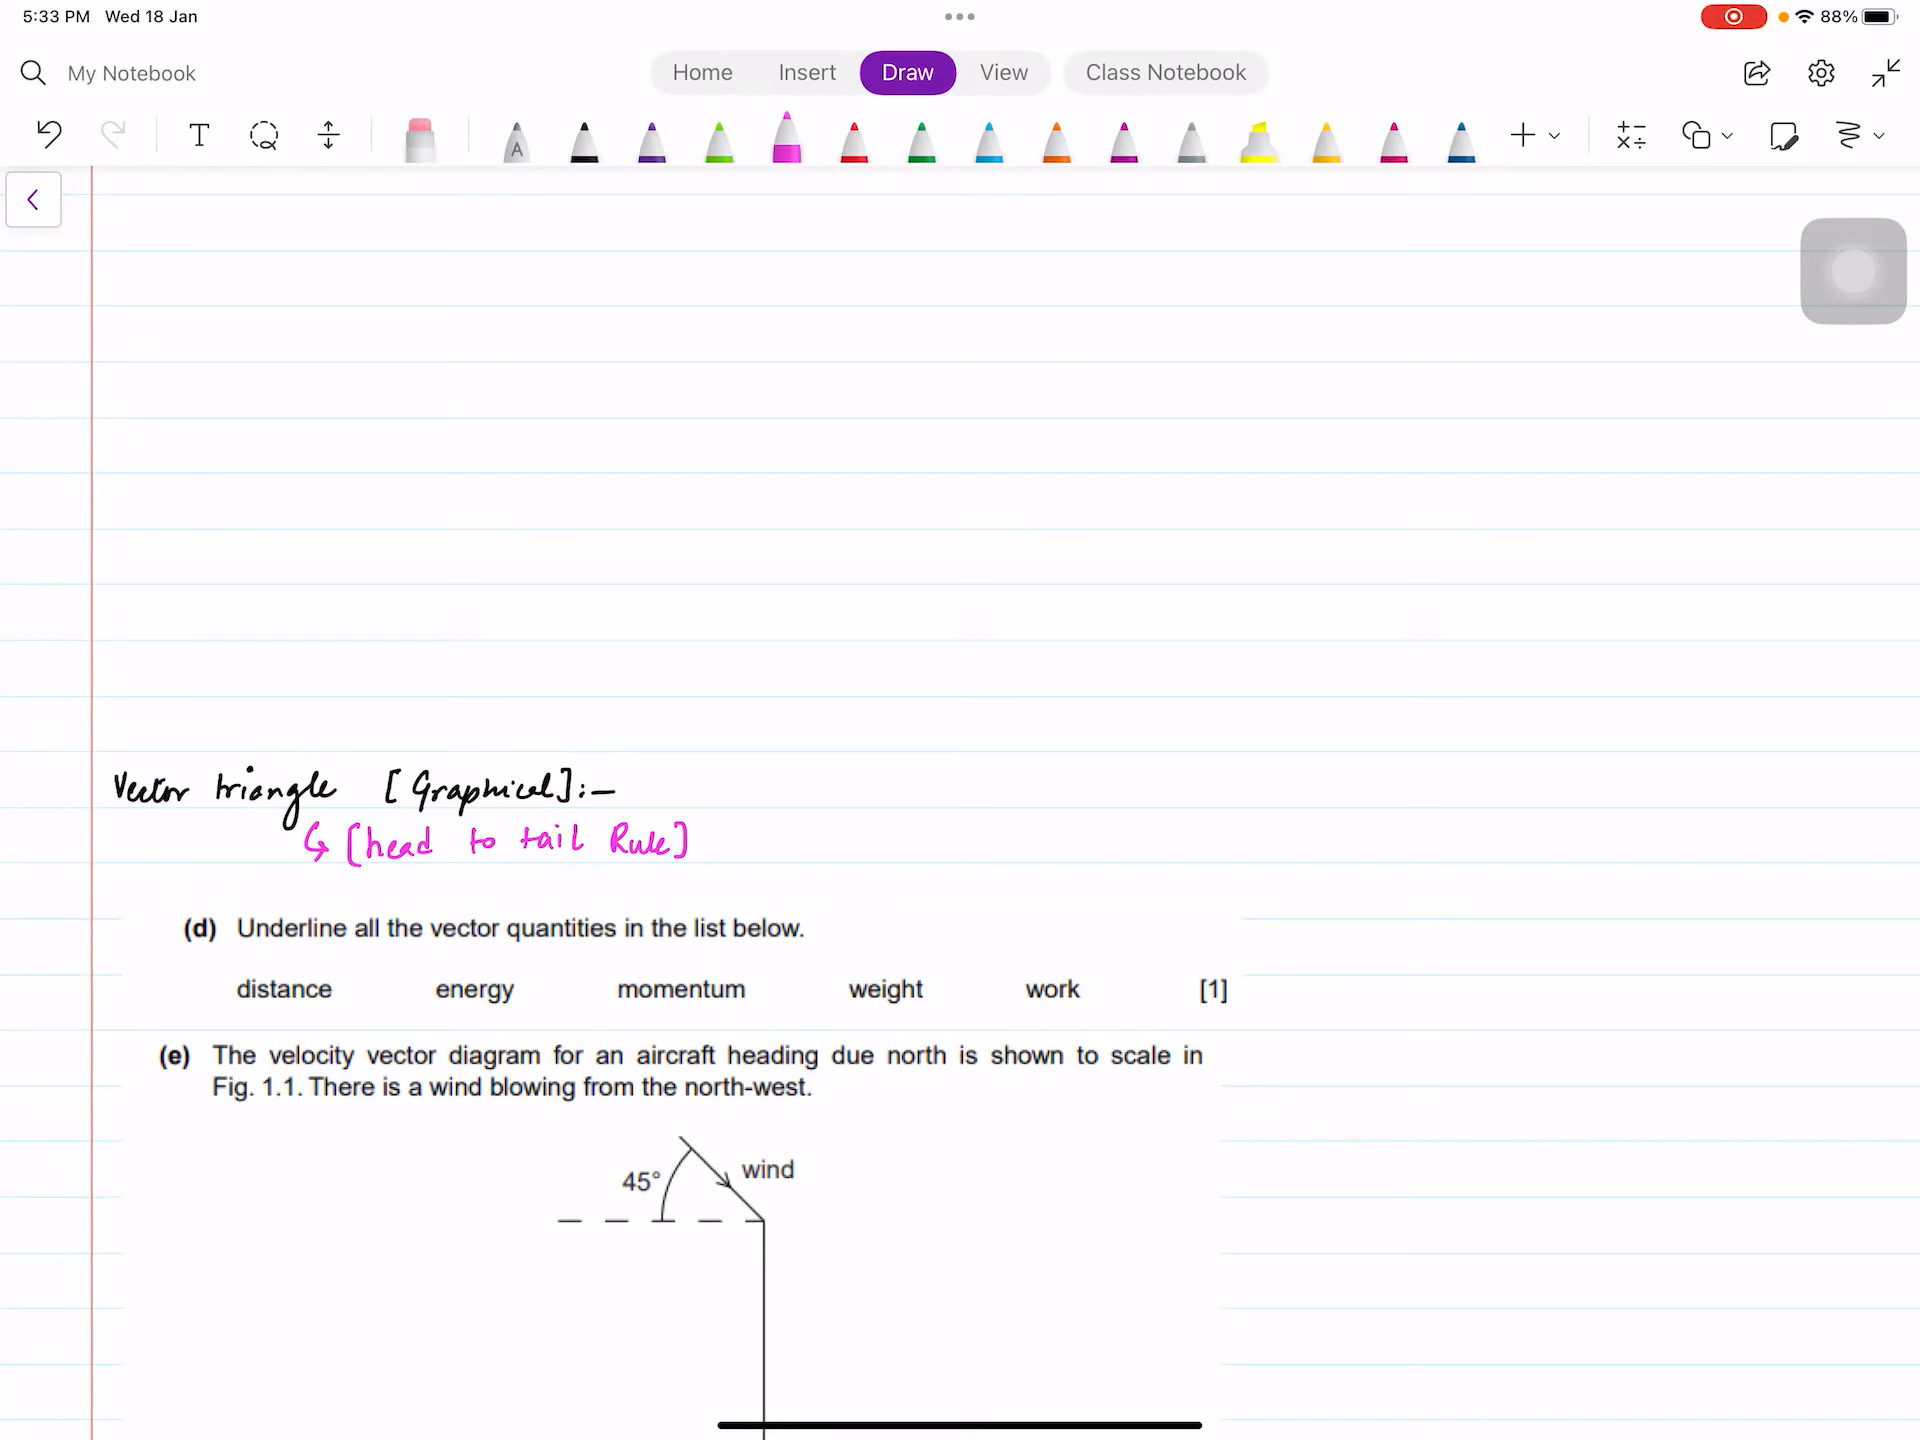 5:33 PM Wed 18 Jan
88%
My Notebook
Home Insert Draw View Class Notebook
T
A
Vector triangle [Graphical]:-
↳ [head to tail Rule]
(d) Underline all the vector quantities in the list below.
distance energy momentum weight work [1]
(e) The velocity vector diagram for an aircraft heading due north is shown to scale in
Fig. 1.1. There is a wind blowing from the north-west.
45° wind